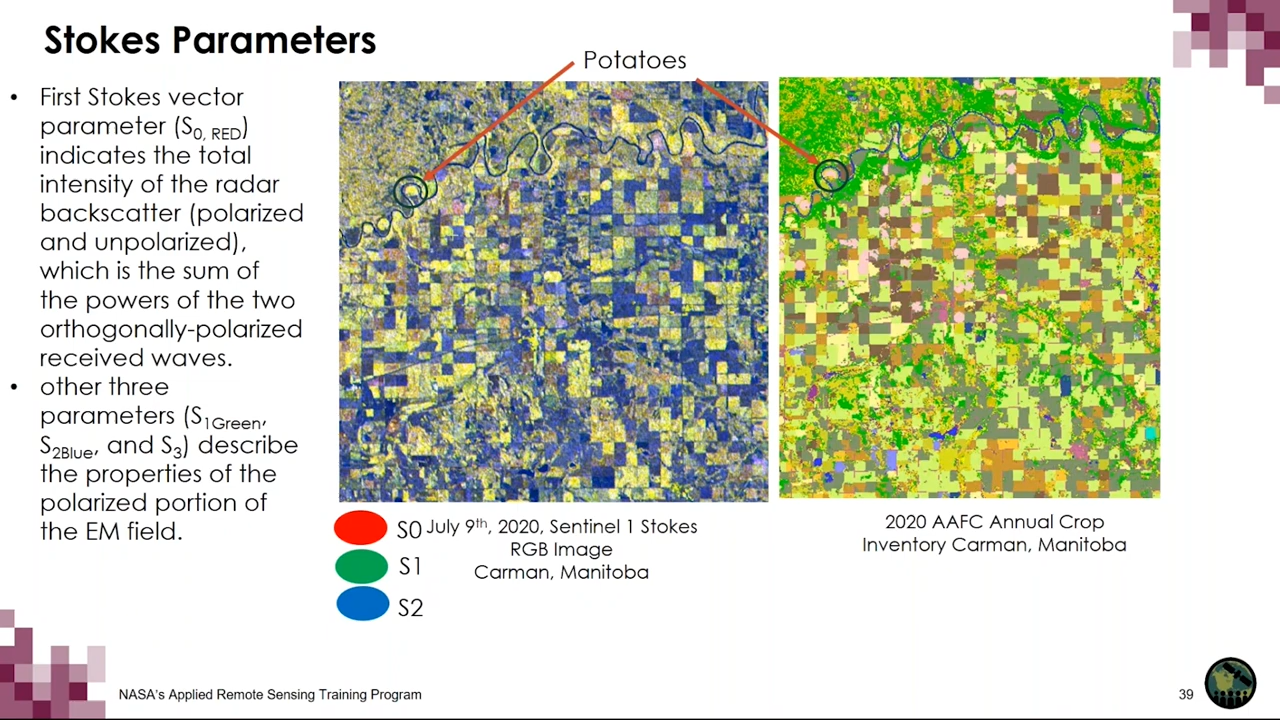 Stokes Parameters
• First Stokes vector
parameter (S0, RED)
indicates the total
intensity of the radar
backscatter (polarized
and unpolarized),
which is the sum of
the powers of the two
orthogonally-polarized
received waves.
• other three
parameters (S1Green,
S2Blue, and S3) describe
the properties of the
polarized portion of
the EM field.
Potatoes
S0
S1
S2
July 9th, 2020, Sentinel 1 Stokes
RGB Image
Carman, Manitoba
2020 AAFC Annual Crop
Inventory Carman, Manitoba
NASA's Applied Remote Sensing Training Program
39